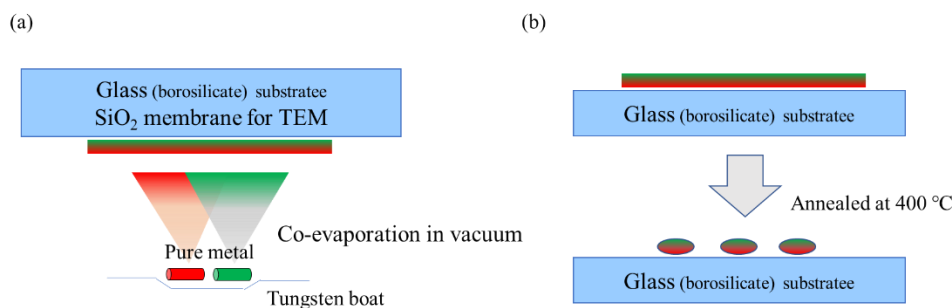 (a)
Glass (borosilicate) substratee
SiO₂ membrane for TEM
Co-evaporation in vacuum
Pure metal
Tungsten boat
(b)
Glass (borosilicate) substratee
Annealed at 400 °C
Glass (borosilicate) substratee